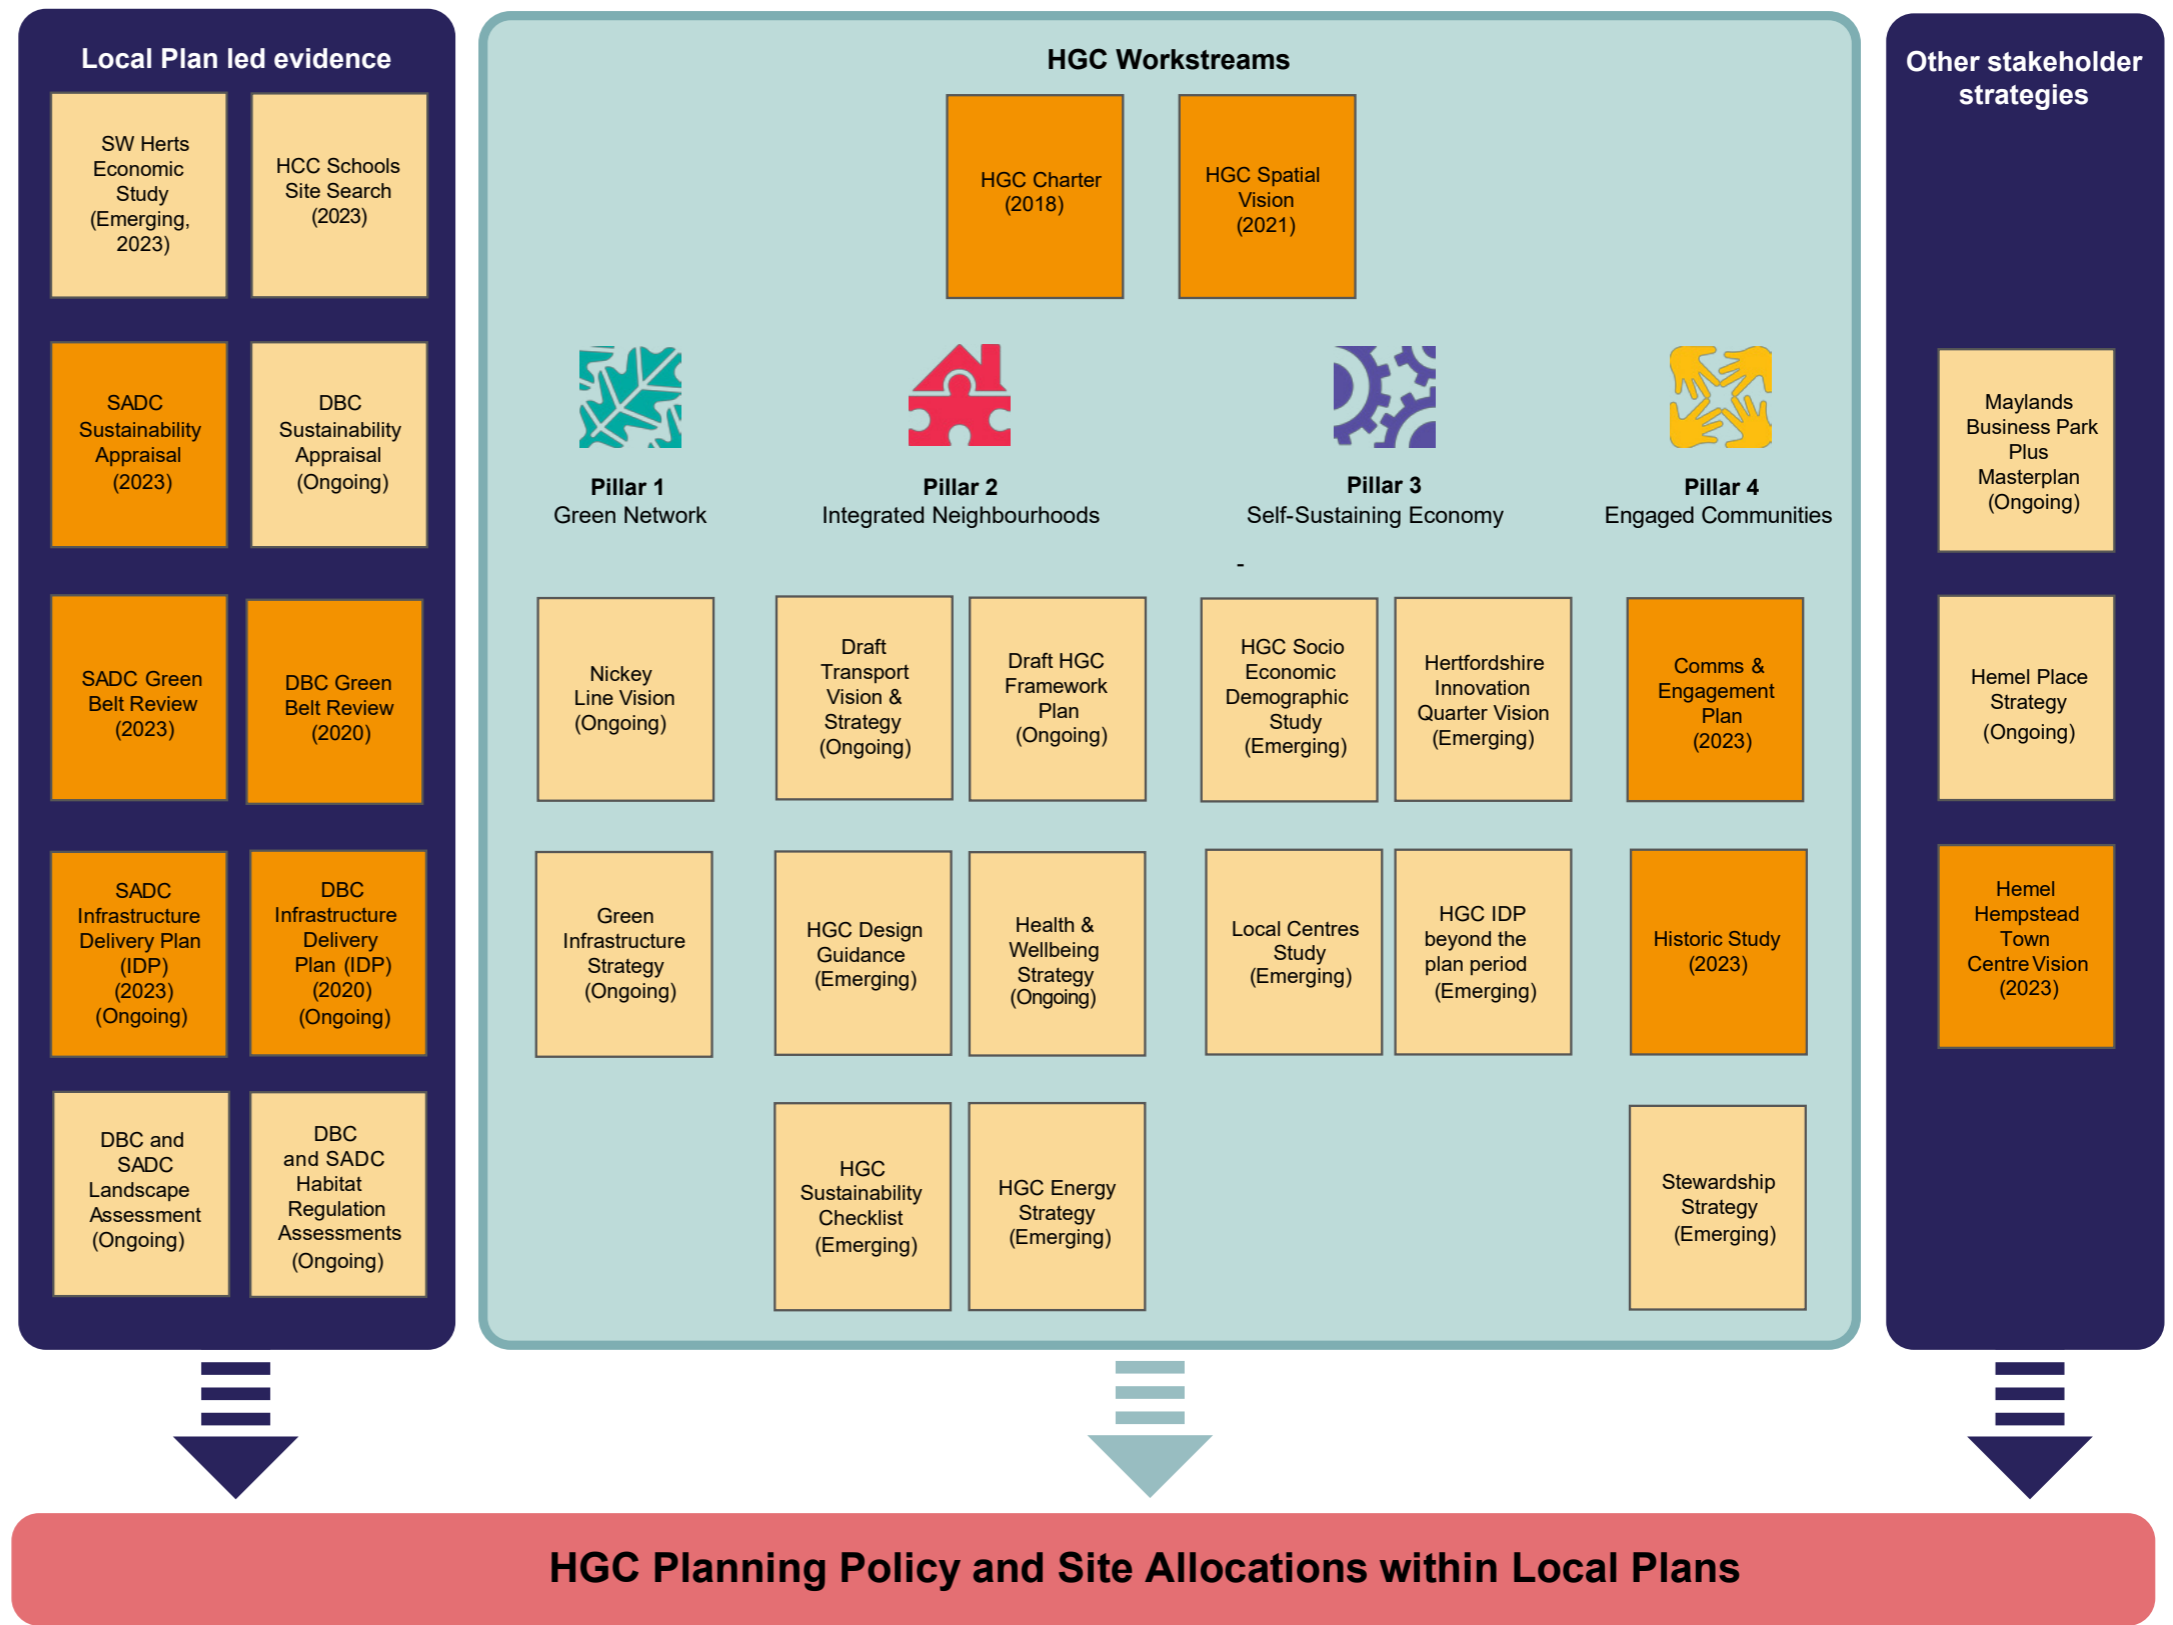 Local Plan led evidence
SW Herts
Economic
Study
(Emerging,
2023)
HCC Schools
Site Search
(2023)
SADC
Sustainability
Appraisal
(2023)
DBC
Sustainability
Appraisal
(Ongoing)
SADC Green
Belt Review
(2023)
DBC Green
Belt Review
(2020)
SADC
Infrastructure
Delivery Plan
(IDP)
(2023)
(Ongoing)
DBC
Infrastructure
Delivery
Plan (IDP)
(2020)
(Ongoing)
DBC and
SADC
Landscape
Assessment
(Ongoing)
DBC
and SADC
Habitat
Regulation
Assessments
(Ongoing)
HGC Workstreams
HGC Charter
(2018)
HGC Spatial
Vision
(2021)
Pillar 1
Green Network
Nickey
Line Vision
(Ongoing)
Green
Infrastructure
Strategy
(Ongoing)
Pillar 2
Integrated Neighbourhoods
Draft
Transport
Vision &
Strategy
(Ongoing)
Draft HGC
Framework
Plan
(Ongoing)
HGC Design
Guidance
(Emerging)
Health &
Wellbeing
Strategy
(Ongoing)
HGC
Sustainability
Checklist
(Emerging)
HGC Energy
Strategy
(Emerging)
Pillar 3
Self-Sustaining Economy
-
HGC Socio
Economic
Demographic
Study
(Emerging)
Hertfordshire
Innovation
Quarter Vision
(Emerging)
Local Centres
Study
(Emerging)
HGC IDP
beyond the
plan period
(Emerging)
Pillar 4
Engaged Communities
Comms &
Engagement
Plan
(2023)
Historic Study
(2023)
Stewardship
Strategy
(Emerging)
Other stakeholder
strategies
Maylands
Business Park
Plus
Masterplan
(Ongoing)
Hemel Place
Strategy
(Ongoing)
Hemel
Hempstead
Town
Centre Vision
(2023)
HGC Planning Policy and Site Allocations within Local Plans